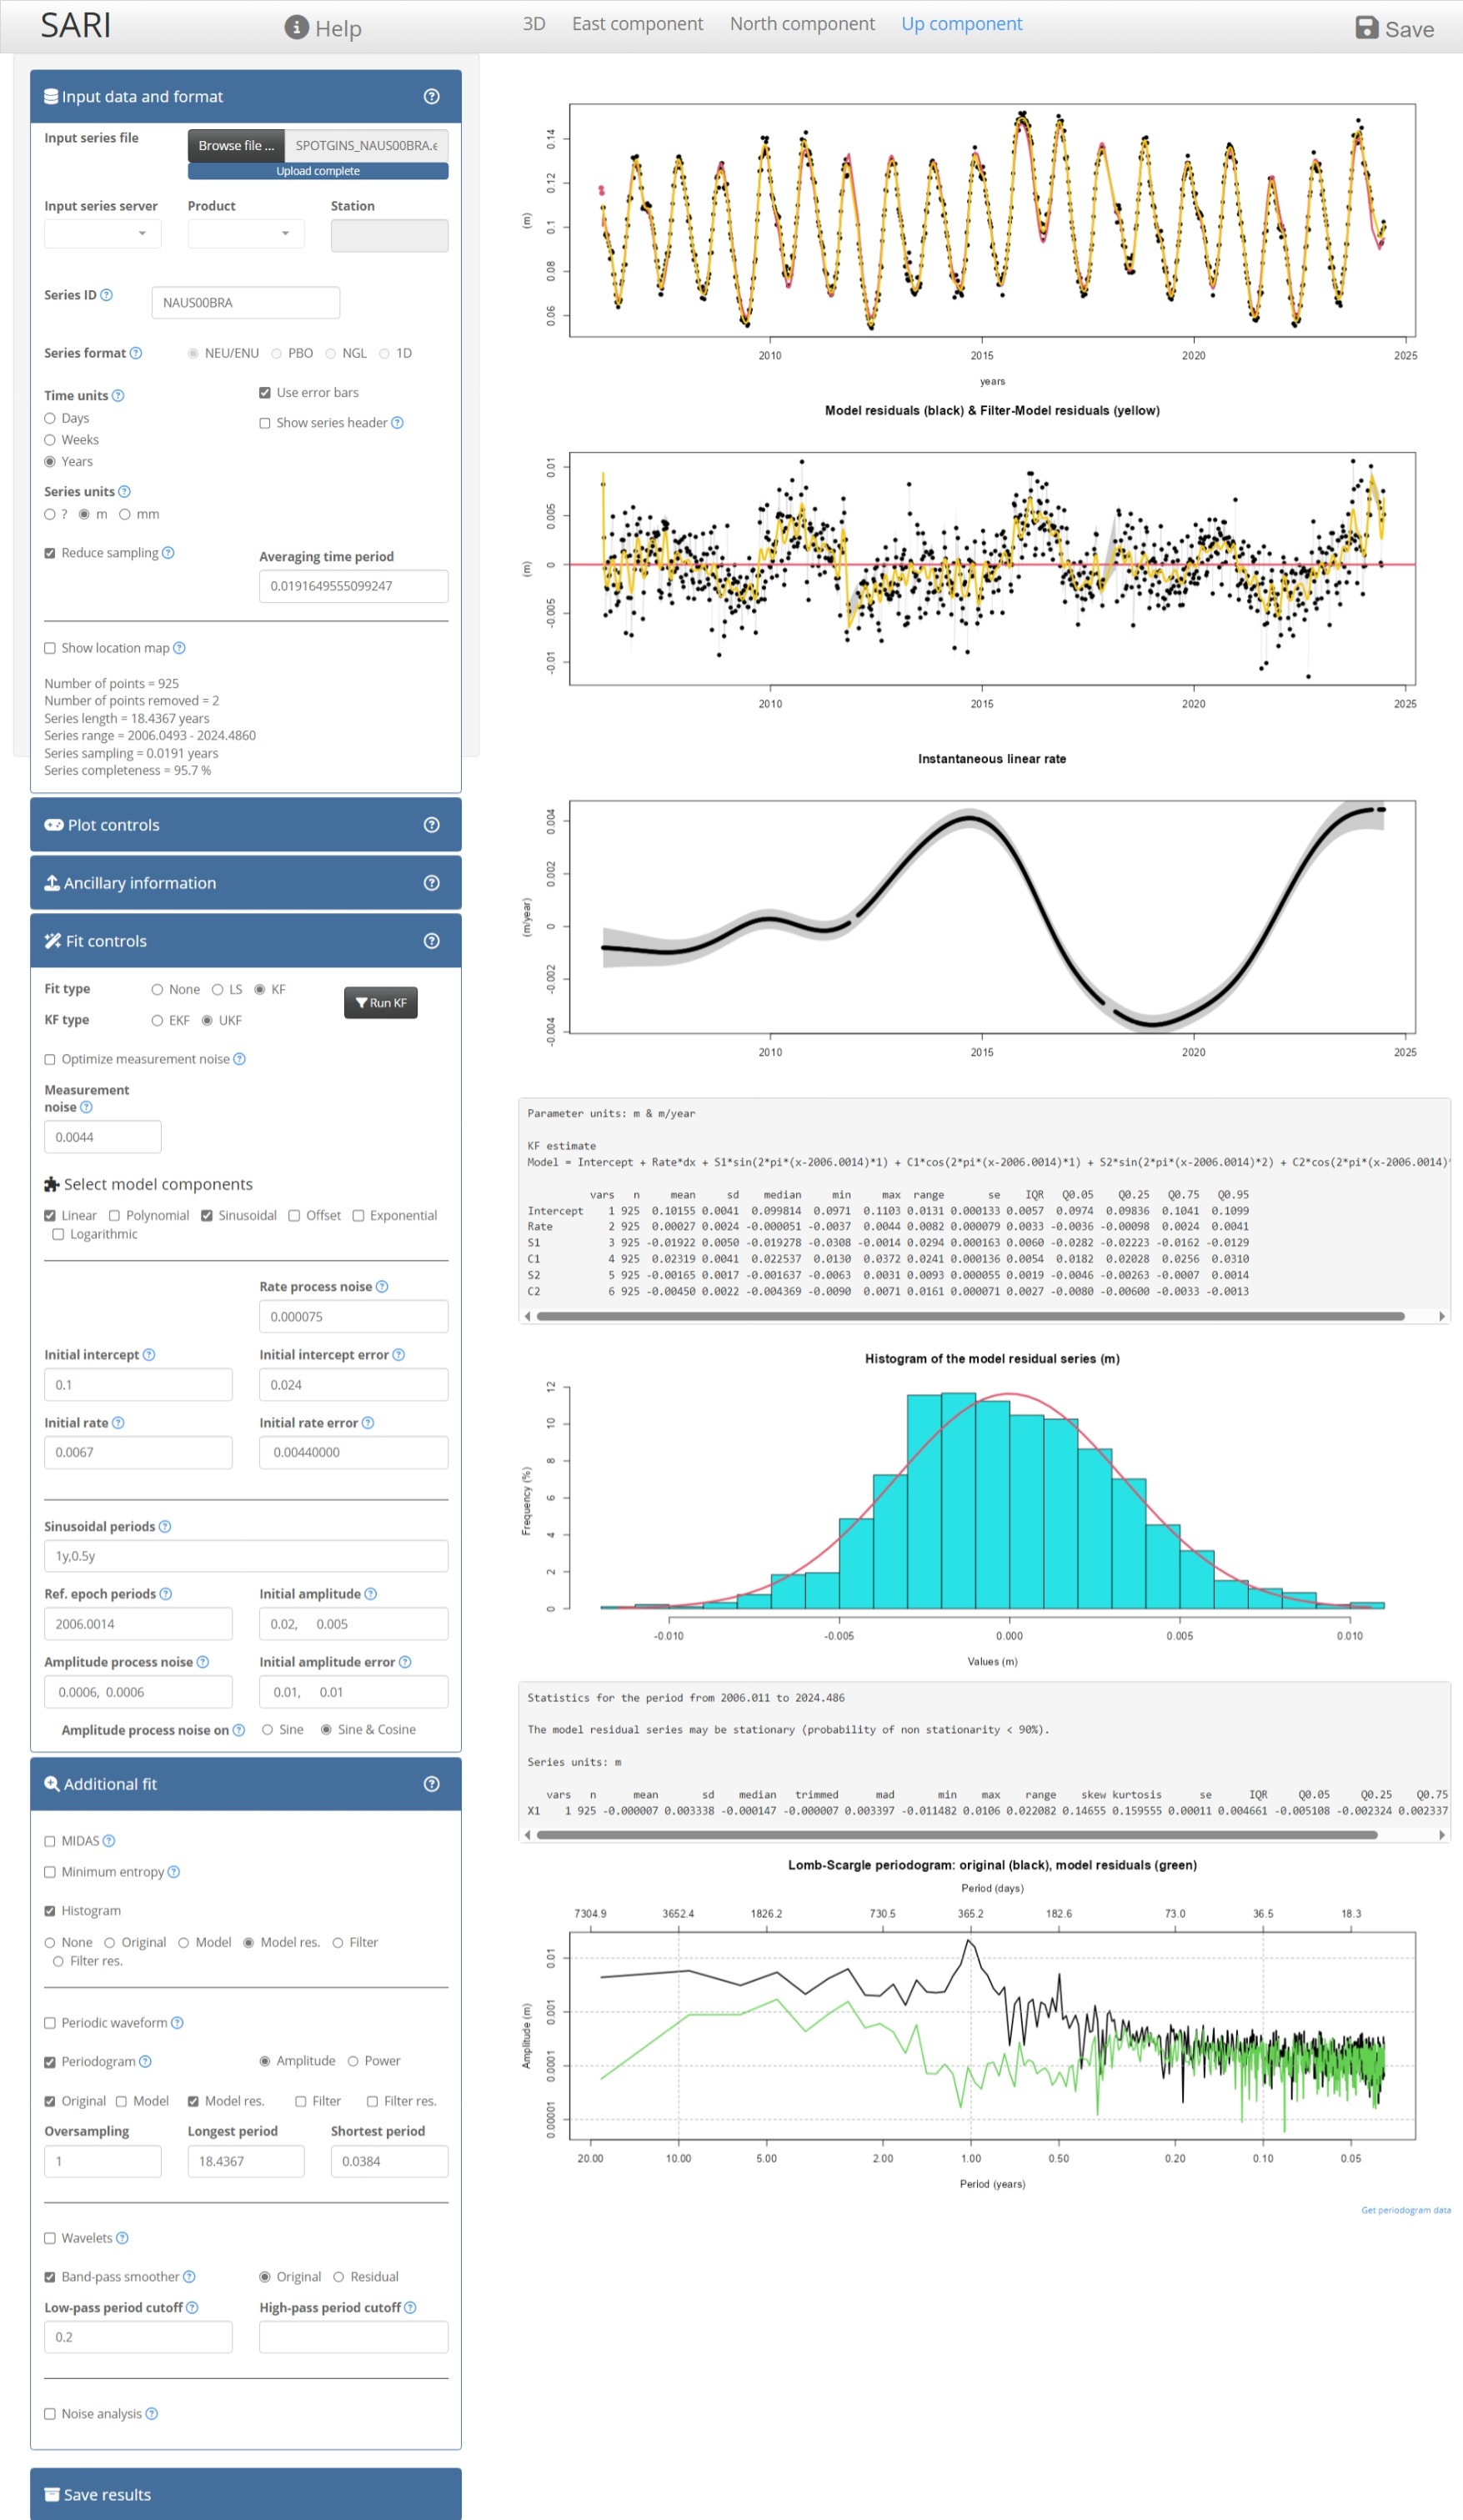 SARI
Help
3D East component North component Up component
Save
Input data and format
Input series file
Browse file ... SPOTGINS_NAUS00BRA.e
Upload complete
Input series server Product Station
Series ID NAUS00BRA
Series format NEU/ENU PBO NGL 1D
Time units Use error bars
Days Show series header
Weeks
Years
Series units
? m mm
Reduce sampling Averaging time period
0.0191649555099247
Show location map
Number of points = 925
Number of points removed = 2
Series length = 18.4367 years
Series range = 2006.0493 - 2024.4860
Series sampling = 0.0191 years
Series completeness = 95.7 %
Plot controls
Ancillary information
Fit controls
Fit type None LS KF Run KF
KF type EKF UKF
Optimize measurement noise
Measurement
noise
0.0044
Select model components
Linear Polynomial Sinusoidal Offset Exponential
Logarithmic
Rate process noise
0.000075
Initial intercept Initial intercept error
0.1 0.024
Initial rate Initial rate error
0.0067 0.00440000
Sinusoidal periods
1y,0.5y
Ref. epoch periods Initial amplitude
2006.0014 0.02, 0.005
Amplitude process noise Initial amplitude error
0.0006, 0.0006 0.01, 0.01
Amplitude process noise on Sine Sine & Cosine
Additional fit
MIDAS
Minimum entropy
Histogram
None Original Model Model res. Filter
Filter res.
Periodic waveform
Periodogram Amplitude Power
Original Model Model res. Filter Filter res.
Oversampling Longest period Shortest period
1 18.4367 0.0384
Wavelets
Band-pass smoother Original Residual
Low-pass period cutoff High-pass period cutoff
0.2
Noise analysis
Save results
(m)
0.14
0.12
0.1
0.08
0.06
2010 2015 2020 2025
years
Model residuals (black) & Filter-Model residuals (yellow)
(m)
0.01
0.005
0
-0.005
-0.01
2010 2015 2020 2025
Instantaneous linear rate
(m/year)
0.004
0.002
0
-0.002
-0.004
2010 2015 2020 2025
Parameter units: m & m/year
KF estimate
Model = Intercept + Rate*dx + S1*sin(2*pi*(x-2006.0014)*1) + C1*cos(2*pi*(x-2006.0014)*1) + S2*sin(2*pi*(x-2006.0014)*2) + C2*cos(2*pi*(x-2006.0014)*
vars n mean sd median min max range se IQR Q0.05 Q0.25 Q0.75 Q0.95
Intercept 1 925 0.10155 0.0041 0.099814 0.0971 0.1103 0.0131 0.000133 0.0057 0.0974 0.09836 0.1041 0.1099
Rate 2 925 0.00027 0.0024 -0.000051 -0.0037 0.0044 0.0082 0.000079 0.0033 -0.0036 -0.00098 0.0024 0.0041
S1 3 925 -0.01922 0.0050 -0.019278 -0.0308 -0.0014 0.0294 0.000163 0.0060 -0.0282 -0.02223 -0.0162 -0.0129
C1 4 925 0.02319 0.0041 0.022537 0.0130 0.0372 0.0241 0.000136 0.0054 0.0182 0.02028 0.0256 0.0310
S2 5 925 -0.00165 0.0017 -0.001637 -0.0063 0.0031 0.0093 0.000055 0.0019 -0.0046 -0.00263 -0.0007 0.0014
C2 6 925 -0.00450 0.0022 -0.004369 -0.0090 0.0071 0.0161 0.000071 0.0027 -0.0080 -0.00600 -0.0033 -0.0013
Histogram of the model residual series (m)
Frequency (%)
12
10
8
6
4
2
0
-0.010 -0.005 0.000 0.005 0.010
Values (m)
Statistics for the period from 2006.011 to 2024.486
The model residual series may be stationary (probability of non stationarity < 90%).
Series units: m
vars n mean sd median trimmed mad min max range skew kurtosis se IQR Q0.05 Q0.25 Q0.75
X1 1 925 -0.000007 0.003338 -0.000147 -0.000007 0.003397 -0.011482 0.0106 0.022082 0.14655 0.159555 0.00011 0.004661 -0.005108 -0.002324 0.002337
Lomb-Scargle periodogram: original (black), model residuals (green)
Period (days)
7304.9 3652.4 1826.2 730.5 365.2 182.6 73.0 36.5 18.3
Amplitude (m)
0.01
0.001
0.0001
0.00001
20.00 10.00 5.00 2.00 1.00 0.50 0.20 0.10 0.05
Period (years)
Get periodogram data